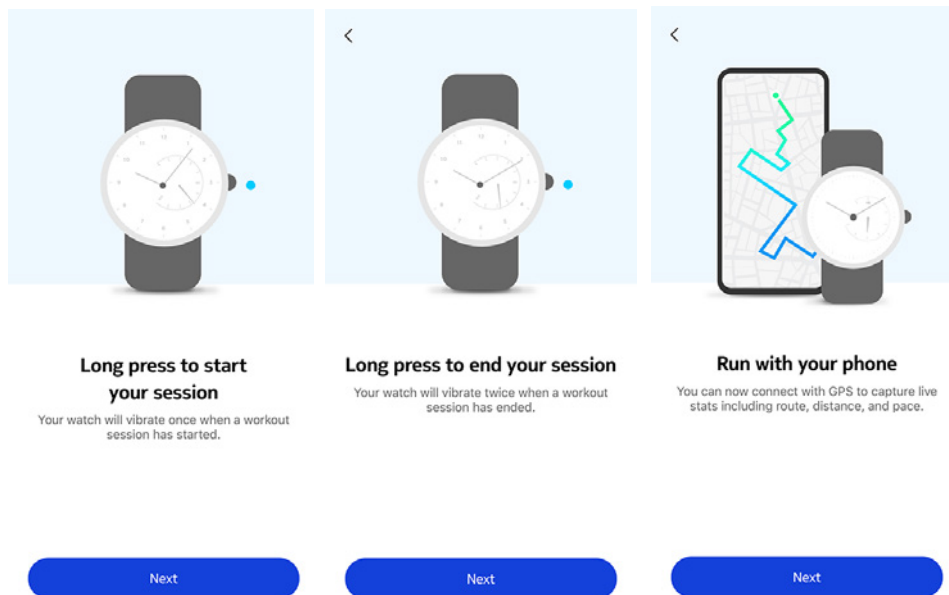 Long press to start
your session
Your watch will vibrate once when a workout
session has started.
Next
Long press to end your session
Your watch will vibrate twice when a workout
session has ended.
Next
Run with your phone
You can now connect with GPS to capture live
stats including route, distance, and pace.
Next